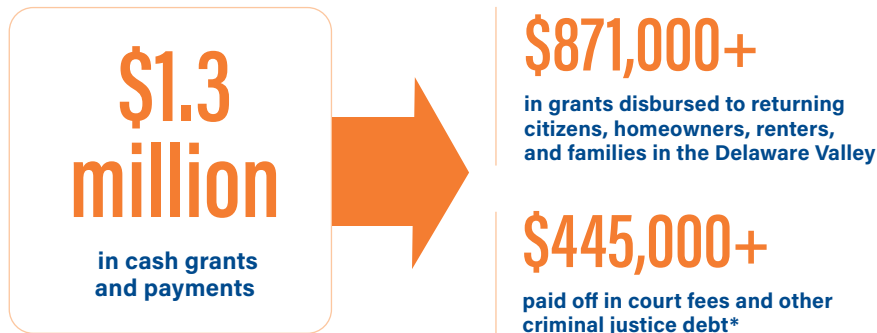 $1.3
million
in cash grants
and payments
$871,000+
in grants disbursed to returning
citizens, homeowners, renters,
and families in the Delaware Valley
$445,000+
paid off in court fees and other
criminal justice debt*